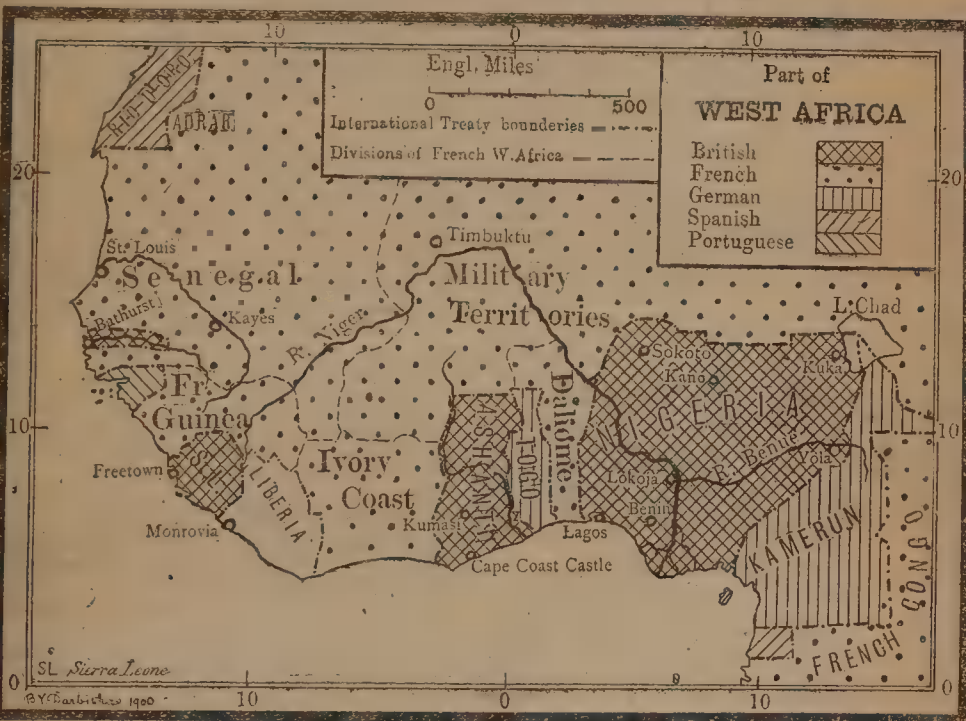 10 0 10
Engl. Miles
0 500
International Treaty bounderies
Divisions of French W. Africa
Part of
WEST AFRICA
British
French
German
Spanish
Portuguese
RIO-DE-ORO
ADRAR
20 20
St. Louis
Senegal
Timbuktu
Military
Territories
L. Chad
Bathurst
Kayes
R. Niger
Sokoto
Kano
Kuka
Fr
Guinea
10 10
NIGERIA
Dahome
TOGO
ASHANTI
Ivory
Coast
LIBERIA
S.L.
Freetown
Monrovia
Kumasi
Lokoja
R. Benue
Yola
Benin
Lagos
Cape Coast Castle
KAMERUN
FRENCH
CONGO
SL Sierra Leone
0 0
B.V. Darbishire 1900
10 0 10